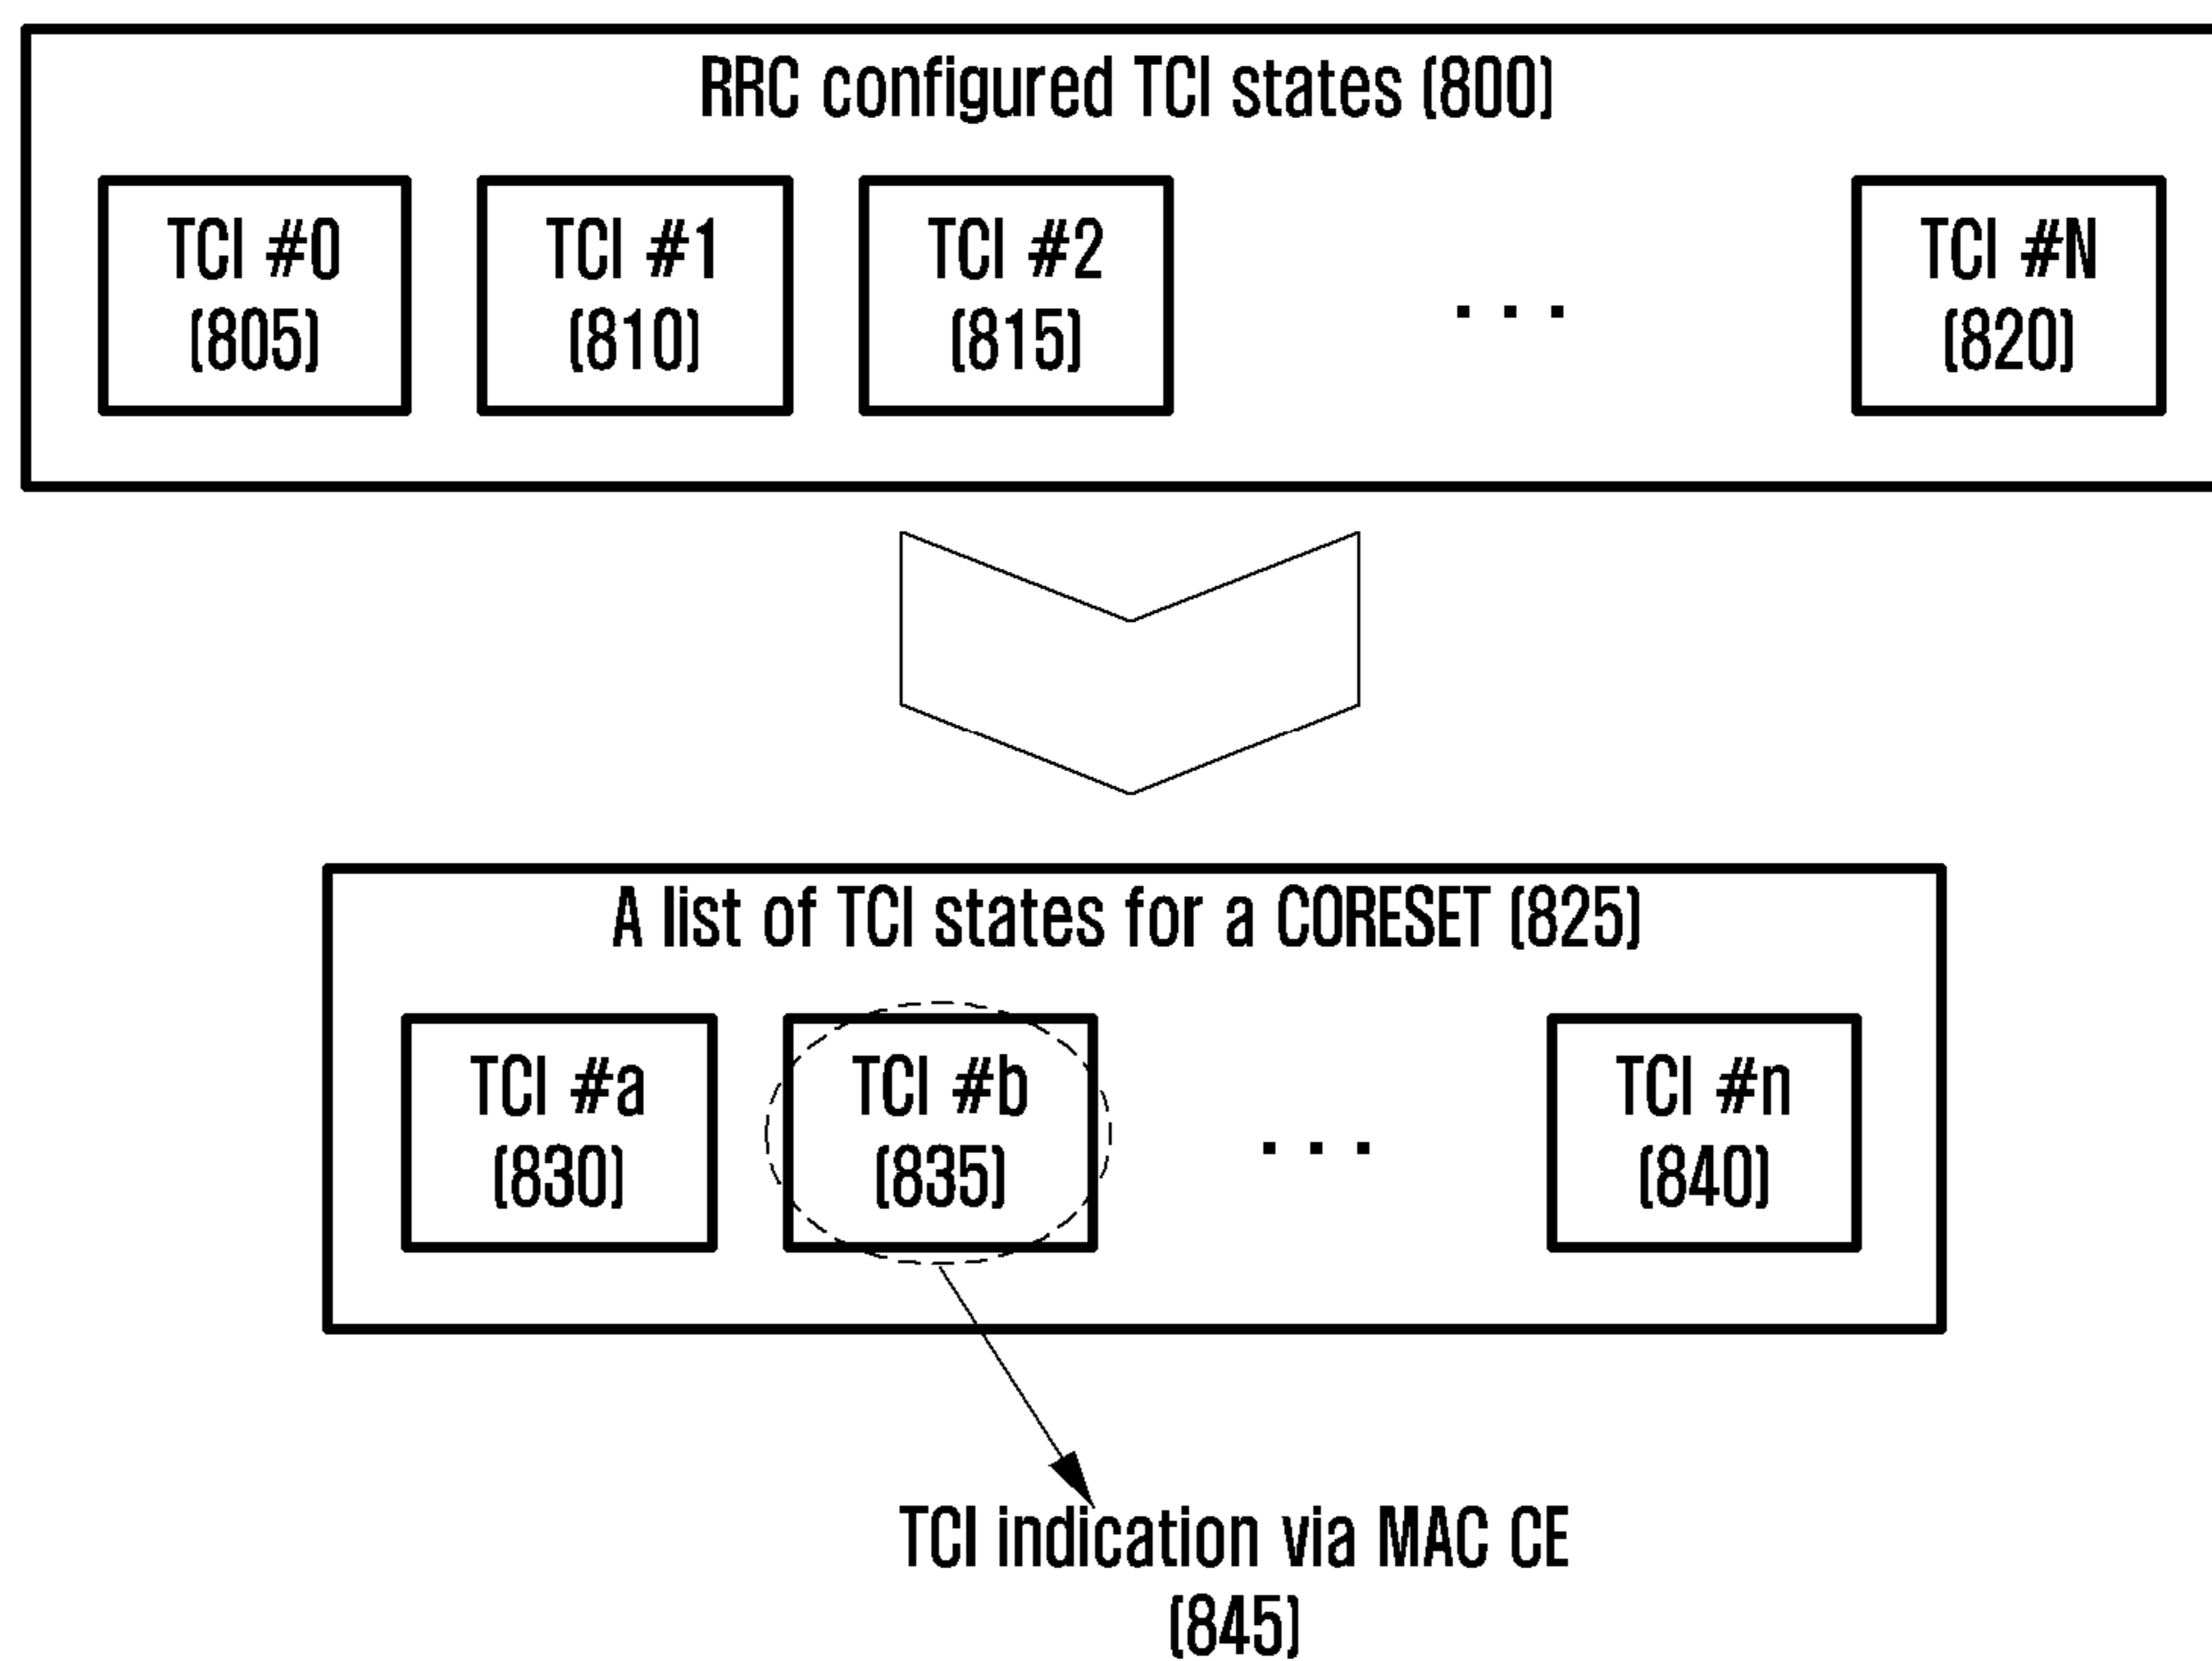 RRC configured TCI states (800)
TCI #0
(805)
TCI #1
(810)
TCI #2
(815)
...
TCI #N
(820)
A list of TCI states for a CORESET (825)
TCI #a
(830)
TCI #b
(835)
...
TCI #n
(840)
TCI indication via MAC CE
(845)